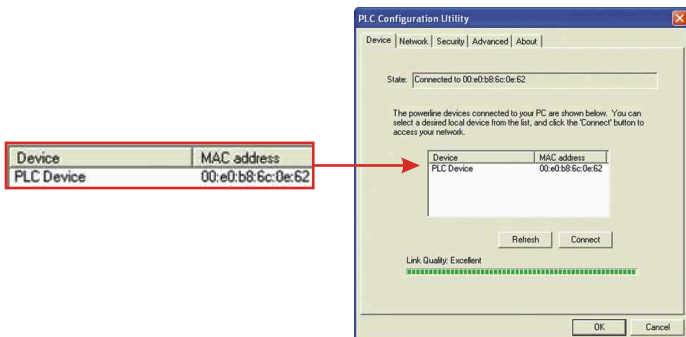 PLC Configuration Utility
Device Network Security Advanced About
State: Connected to 00:e0:b8:6c:0e:62
The powerline devices connected to your PC are shown below. You can
select a desired local device from the list, and click the 'Connect' button to
access your network.
Device MAC address
PLC Device 00:e0:b8:6c:0e:62
Device MAC address
PLC Device 00:e0:b8:6c:0e:62
Refresh Connect
Link Quality: Excellent
OK Cancel